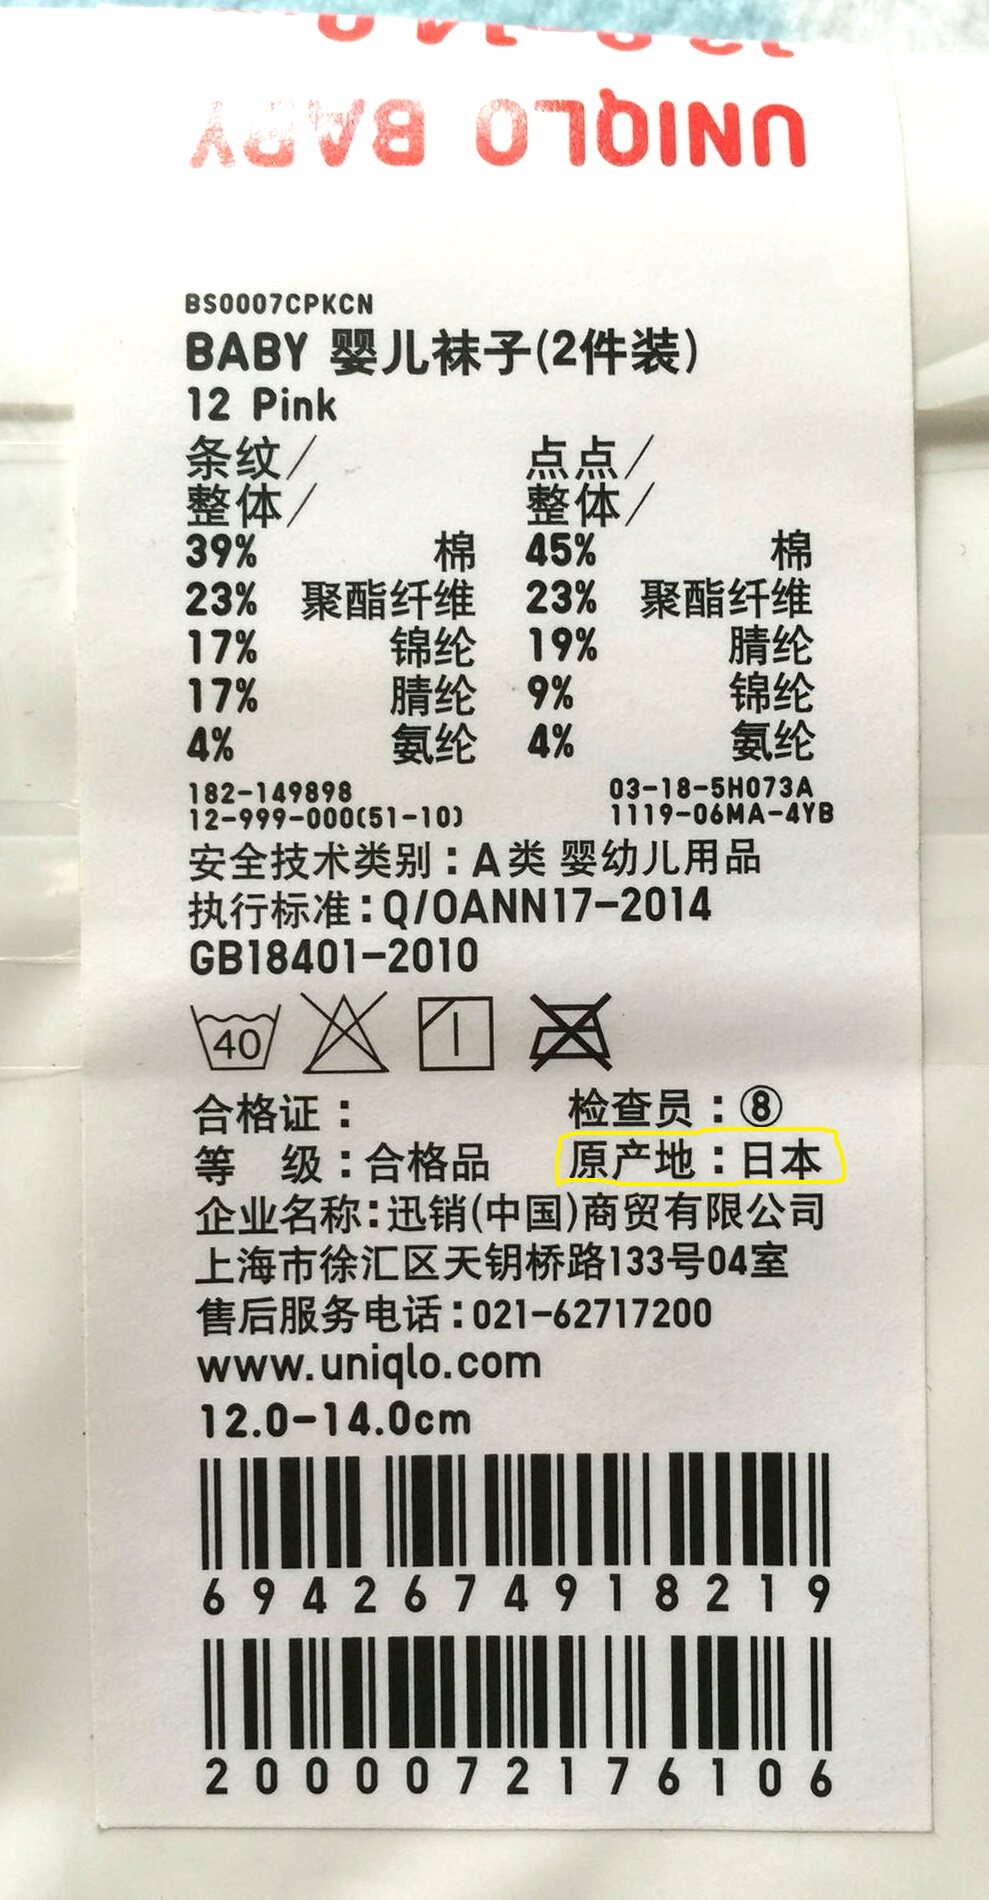 UNIQLO BABY
BS0007CPKCN
BABY 婴儿袜子(2件装)
12 Pink
条纹/ 点点/
整体/ 整体/
39% 棉 45% 棉
23% 聚酯纤维 23% 聚酯纤维
17% 锦纶 19% 腈纶
17% 腈纶 9% 锦纶
4% 氨纶 4% 氨纶
182-149898 03-18-5H073A
12-999-000(51-10) 1119-06MA-4YB
安全技术类别：A类 婴幼儿用品
执行标准：Q/OANN17-2014
GB18401-2010
40
合格证： 检查员：⑧
等 级：合格品 原产地：日本
企业名称：迅销(中国)商贸有限公司
上海市徐汇区天钥桥路133号04室
售后服务电话：021-62717200
www.uniqlo.com
12.0-14.0cm
6942674918219
2000072176106